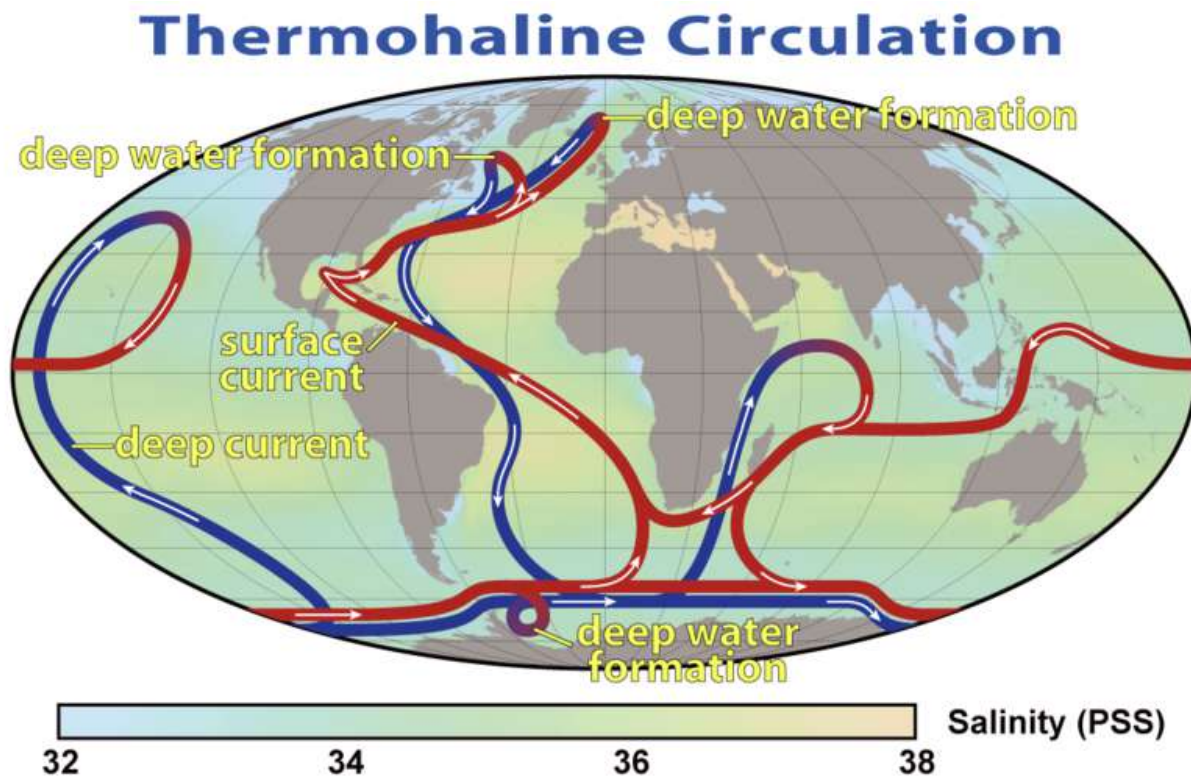 Thermohaline Circulation
deep water formation
deep water formation
surface
current
deep current
deep water
formation
Salinity (PSS)
32
34
36
38